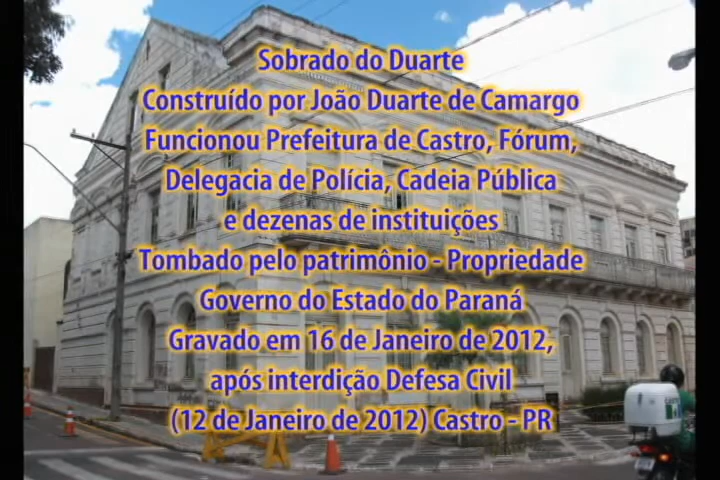 Sobrado do Duarte
Construído por João Duarte de Camargo
Funcionou Prefeitura de Castro, Fórum,
Delegacia de Polícia, Cadeia Pública
e dezenas de instituições
Tombado pelo patrimônio - Propriedade
Governo do Estado do Paraná
Gravado em 16 de Janeiro de 2012,
após interdição Defesa Civil
(12 de Janeiro de 2012) Castro - PR